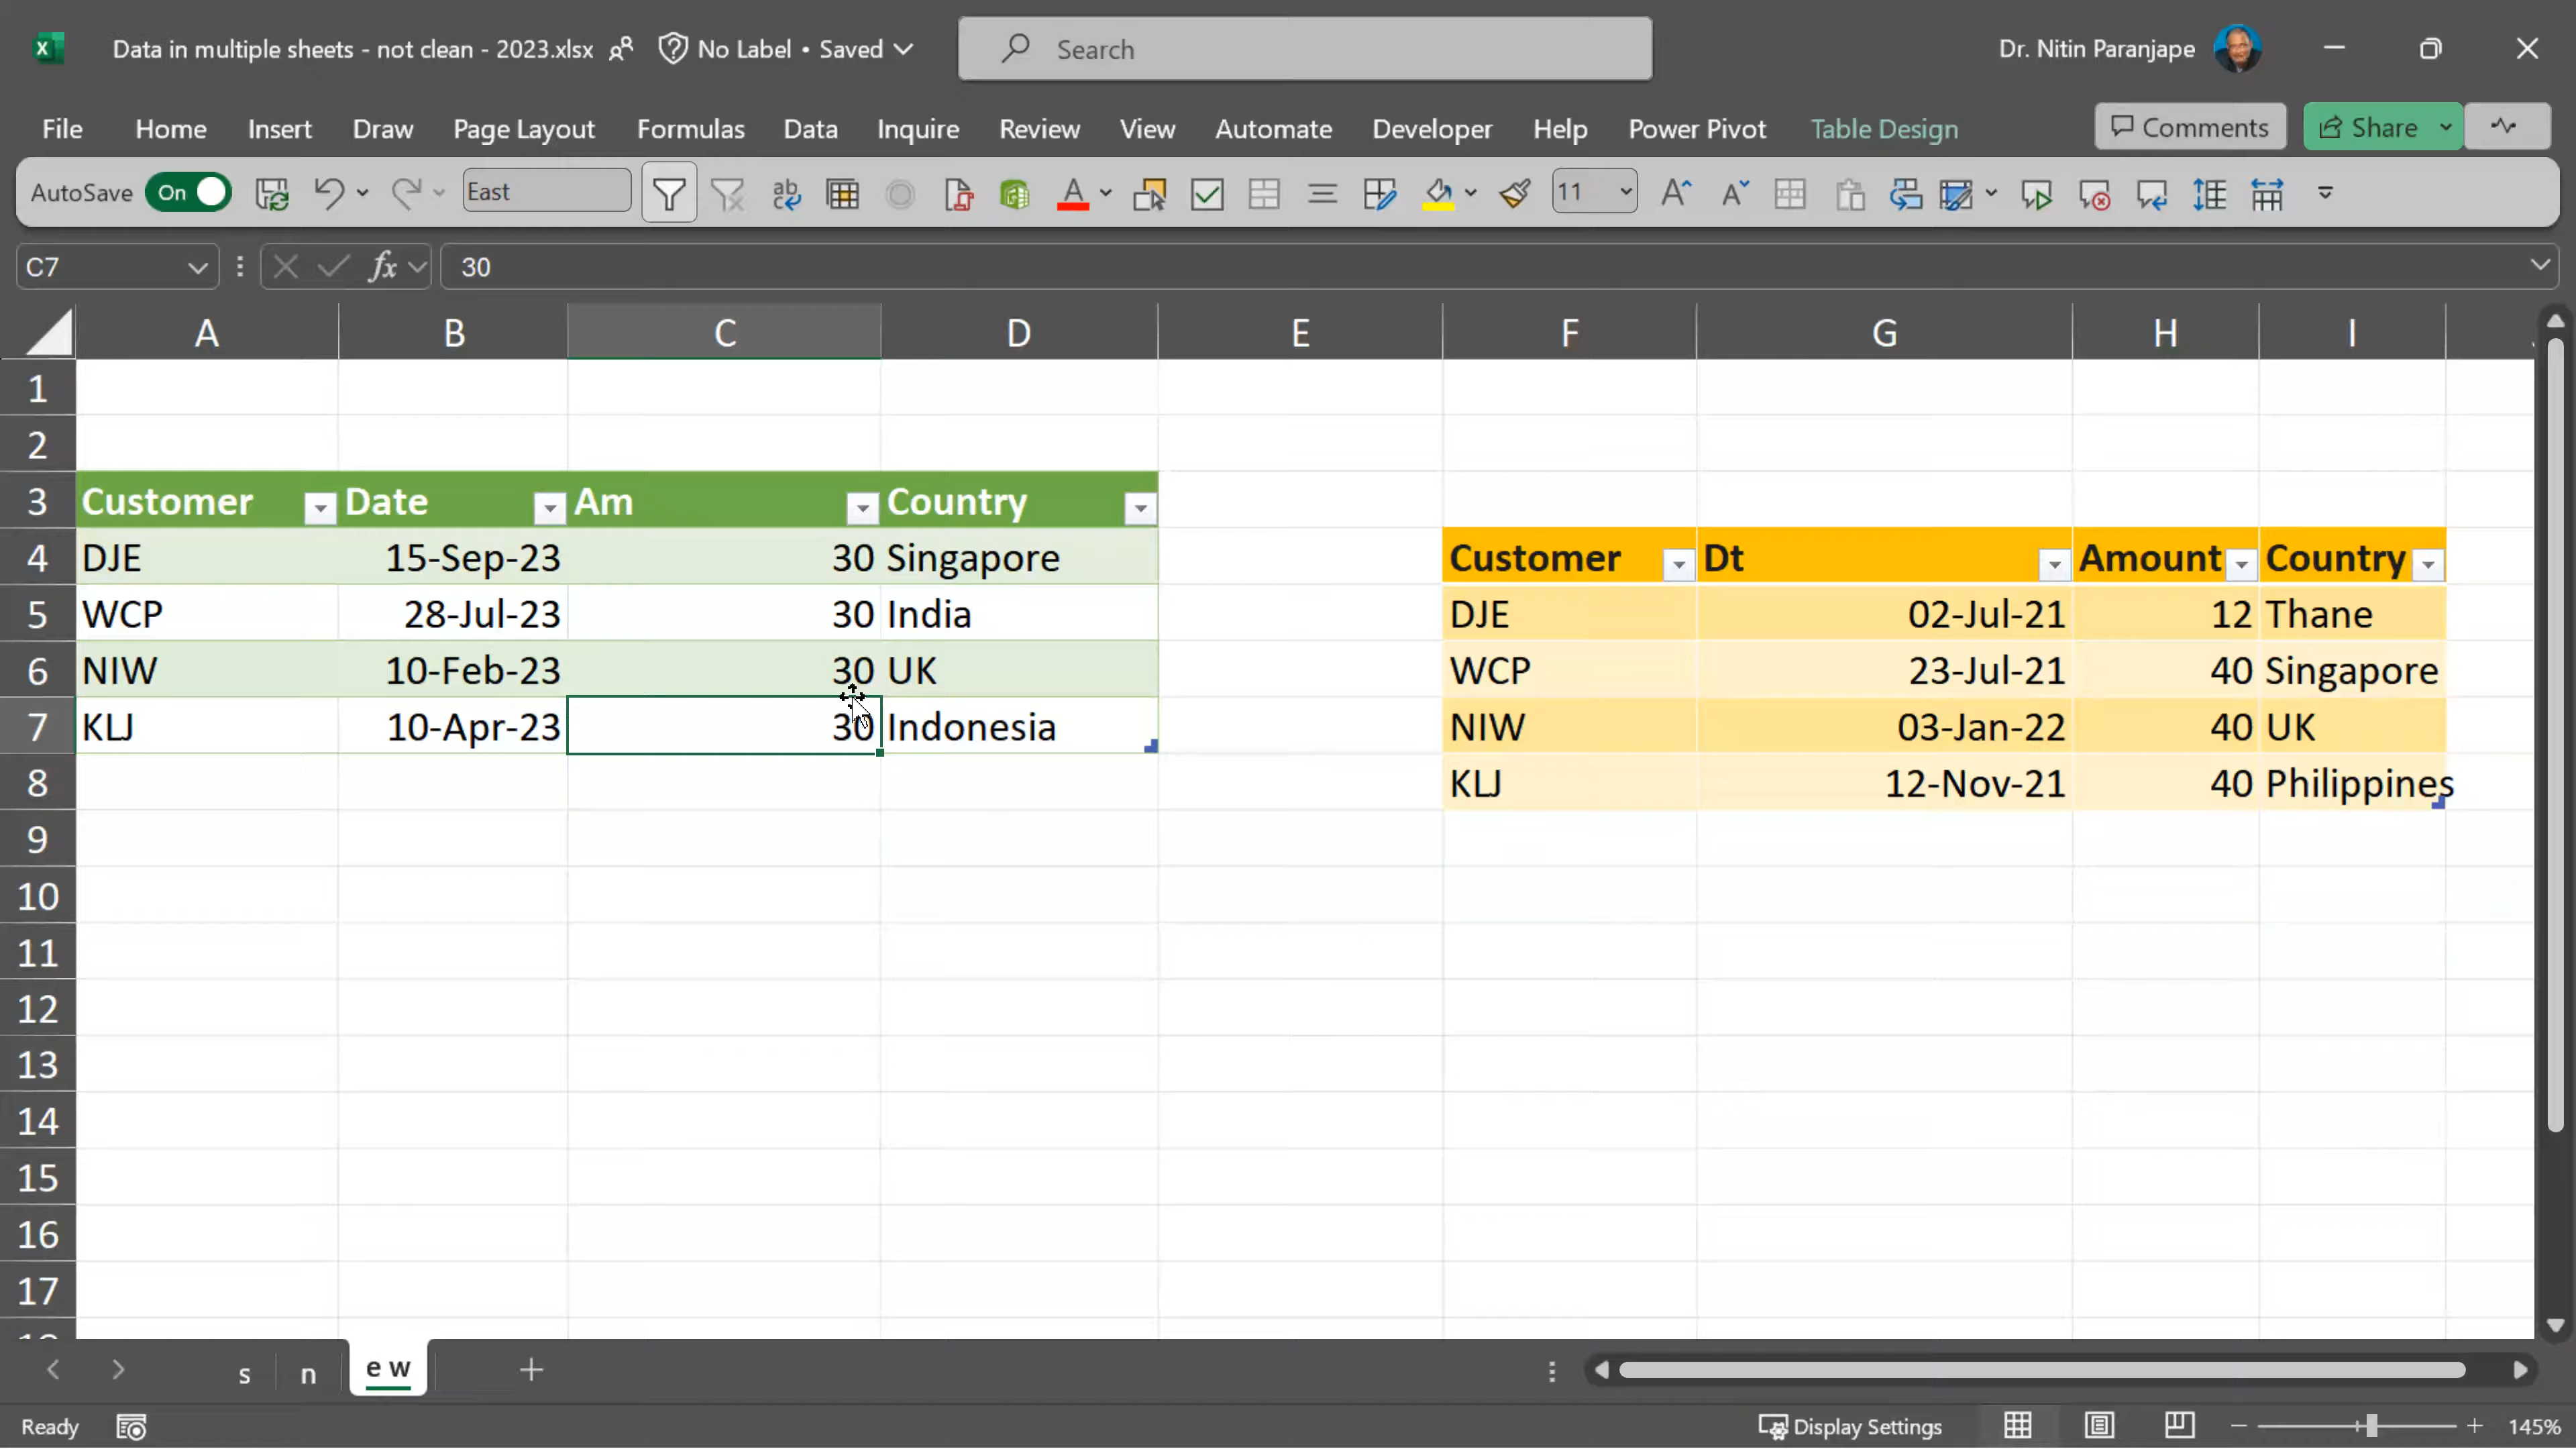 Data in multiple sheets - not clean - 2023.xlsx No Label • Saved Search Dr. Nitin Paranjape
File Home Insert Draw Page Layout Formulas Data Inquire Review View Automate Developer Help Power Pivot Table Design Comments Share
AutoSave On East 11
C7 fx 30
A B C D E F G H I
1
2
3 Customer Date Am Country
4 DJE 15-Sep-23 30 Singapore Customer Dt Amount Country
5 WCP 28-Jul-23 30 India DJE 02-Jul-21 12 Thane
6 NIW 10-Feb-23 30 UK WCP 23-Jul-21 40 Singapore
7 KLJ 10-Apr-23 30 Indonesia NIW 03-Jan-22 40 UK
8 KLJ 12-Nov-21 40 Philippines
9
10
11
12
13
14
15
16
17
s n e w
Ready Display Settings 145%